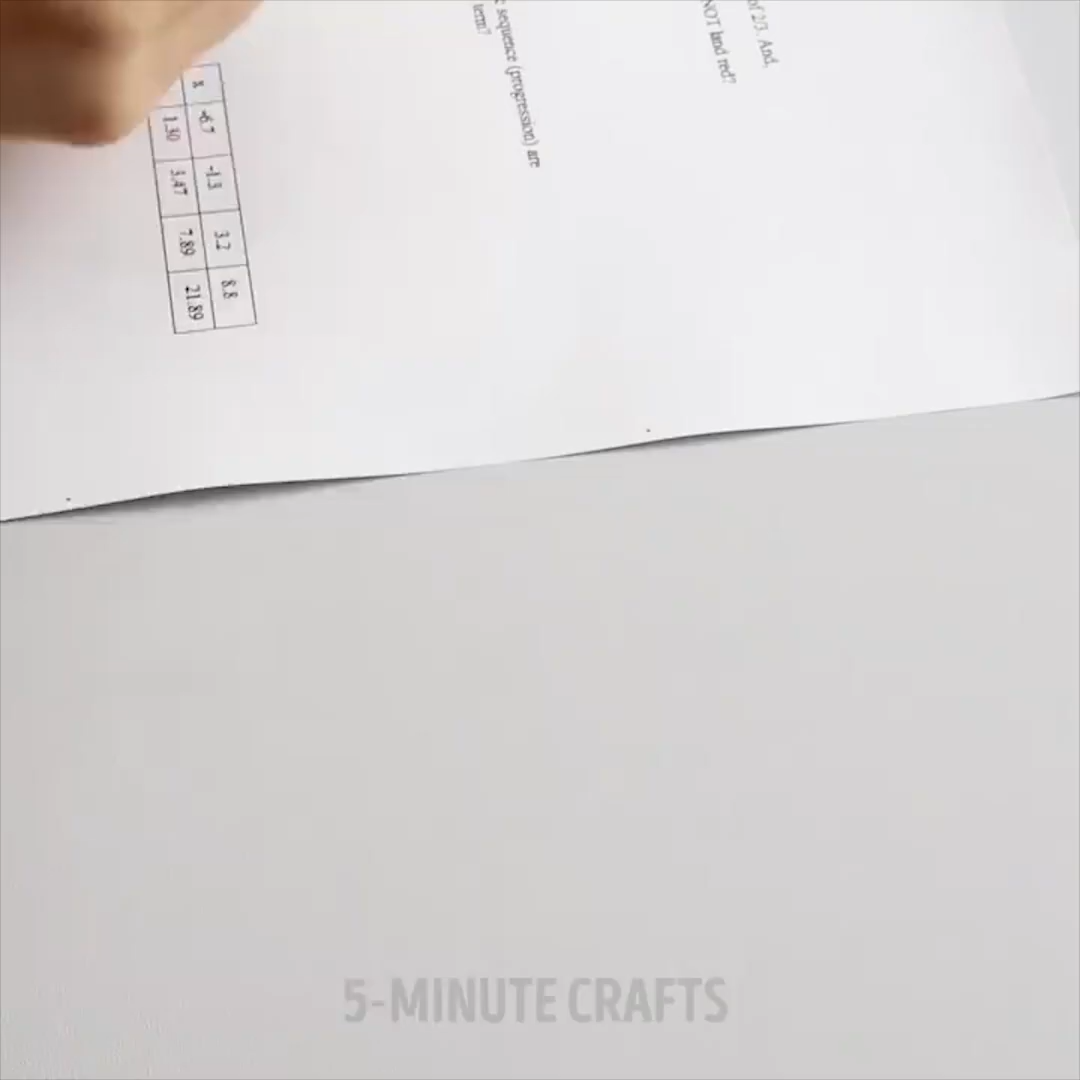 of 2/3. And,
NOT land red?
sequence (progression) are
term?
x -6.7 -1.3 3.2 8.8
1.30 3.47 7.89 21.89
5-MINUTE CRAFTS